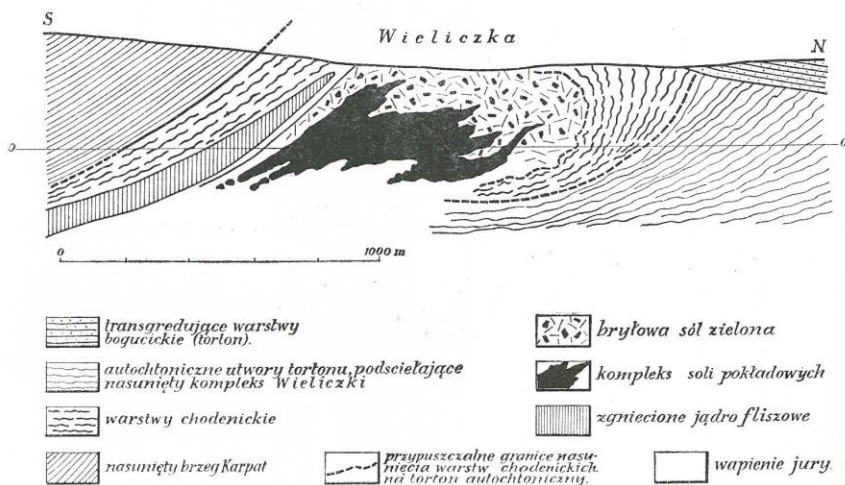 S
Wieliczka
N
0
0
0
1000 m
transgredujące warstwy
bogucickie (torton).
autochtoniczne utwory tortonu, podścielające
nasunięty kompleks Wieliczki
warstwy chodenickie
nasunięty brzeg Karpat
przypuszczalne granice nasu-
nięcia warstw chodenickich
na torton autochtoniczny.
bryłowa sól zielona
kompleks soli pokładowych
zgniecione jądro fliszowe
wapienie jury.